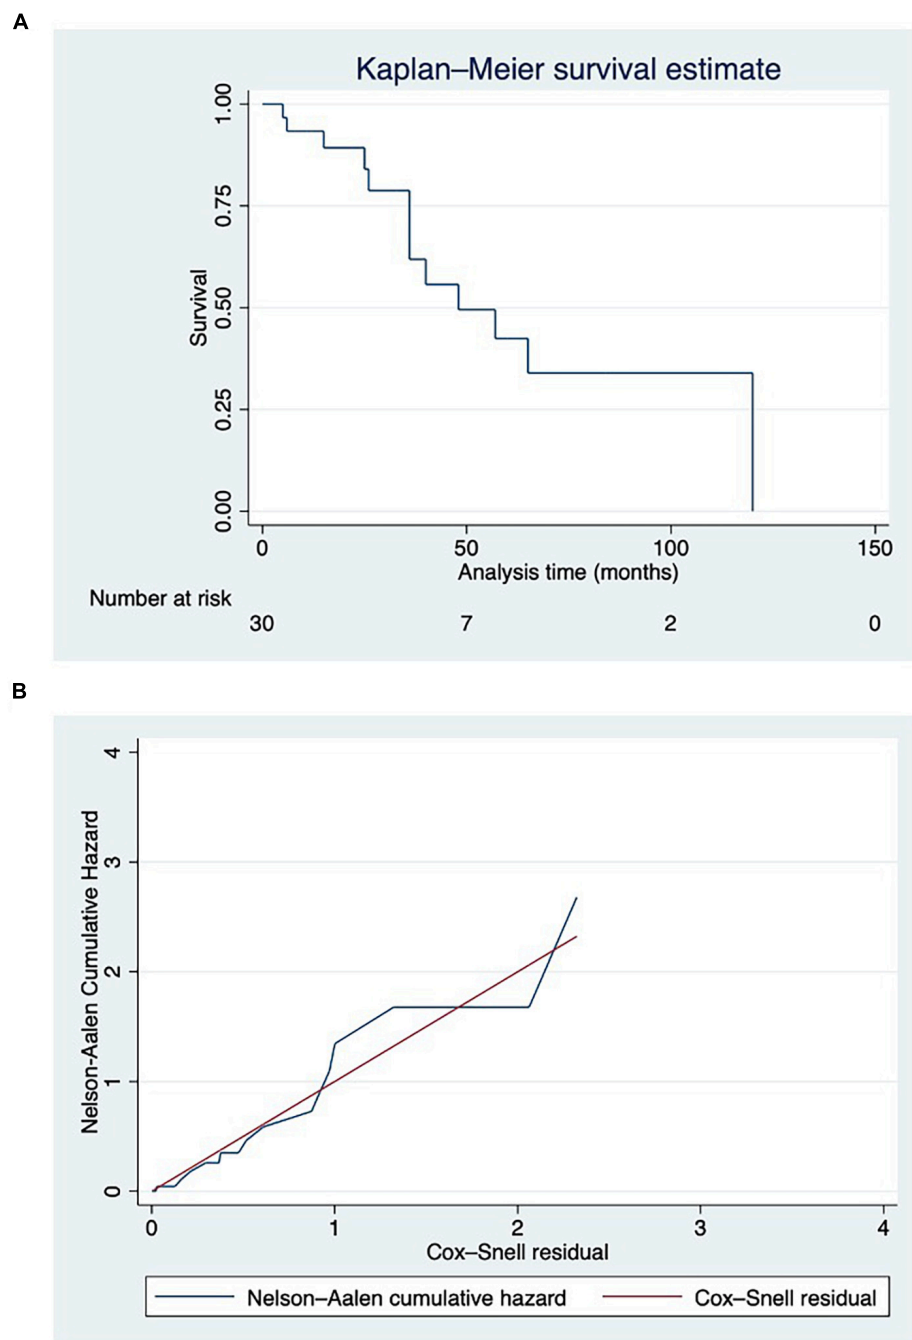 A
Kaplan–Meier survival estimate
1.00
0.75
0.50
0.25
0.00
Survival
0 50 100 150
Analysis time (months)
Number at risk
30 7 2 0
B
4
3
2
1
0
Nelson-Aalen Cumulative Hazard
0 1 2 3 4
Cox–Snell residual
Nelson–Aalen cumulative hazard Cox–Snell residual